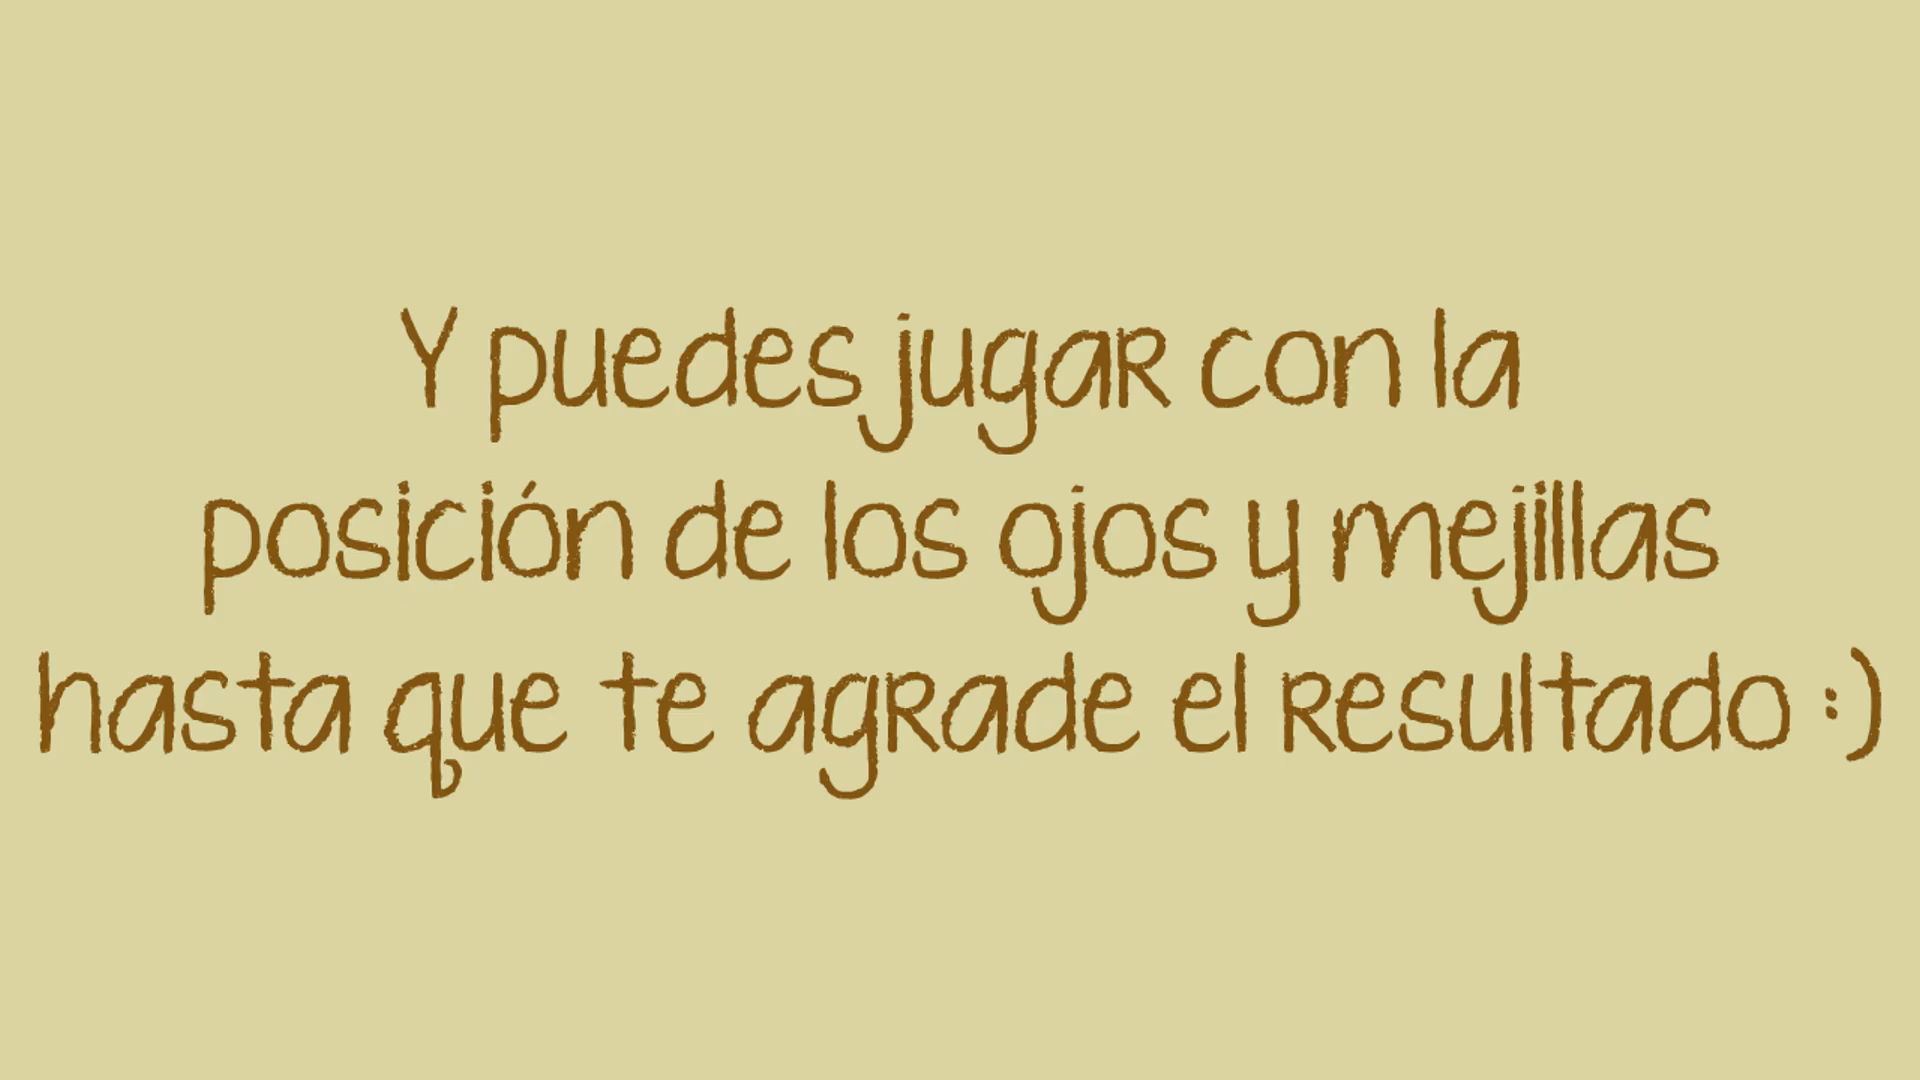 Y puedes jugar con la
posición de los ojos y mejillas
hasta que te agrade el resultado :)